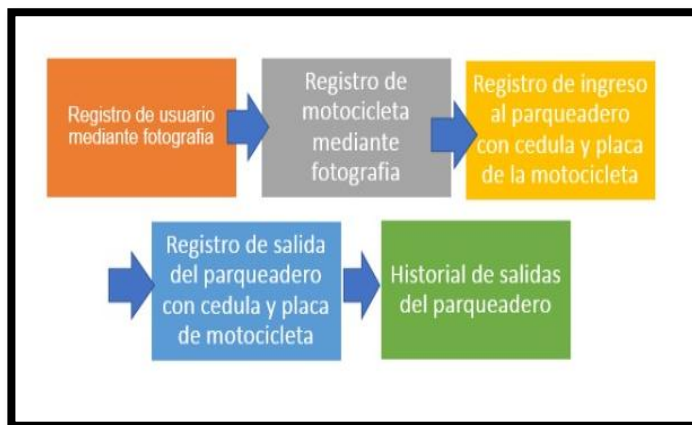 Registro de usuario
mediante fotografia
Registro de
motocicleta
mediante
fotografia
Registro de ingreso
al parqueadero
con cedula y placa
de la motocicleta
Registro de salida
del parqueadero
con cedula y placa
de motocicleta
Historial de salidas
del parqueadero